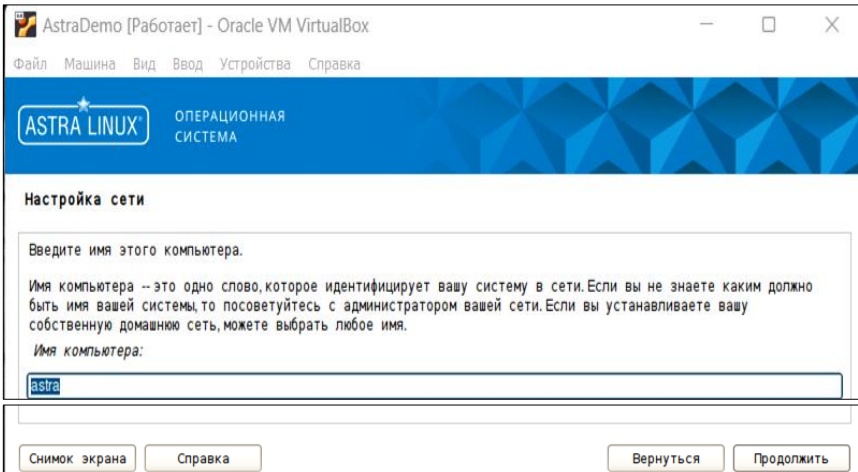 AstraDemo [Работает] - Oracle VM VirtualBox
Файл Машина Вид Ввод Устройства Справка
ASTRA LINUX®
ОПЕРАЦИОННАЯ
СИСТЕМА
Настройка сети
Введите имя этого компьютера.
Имя компьютера -- это одно слово, которое идентифицирует вашу систему в сети. Если вы не знаете каким должно
быть имя вашей системы, то посоветуйтесь с администратором вашей сети. Если вы устанавливаете вашу
собственную домашнюю сеть, можете выбрать любое имя.
Имя компьютера:
astra
Снимок экрана Справка Вернуться Продолжить